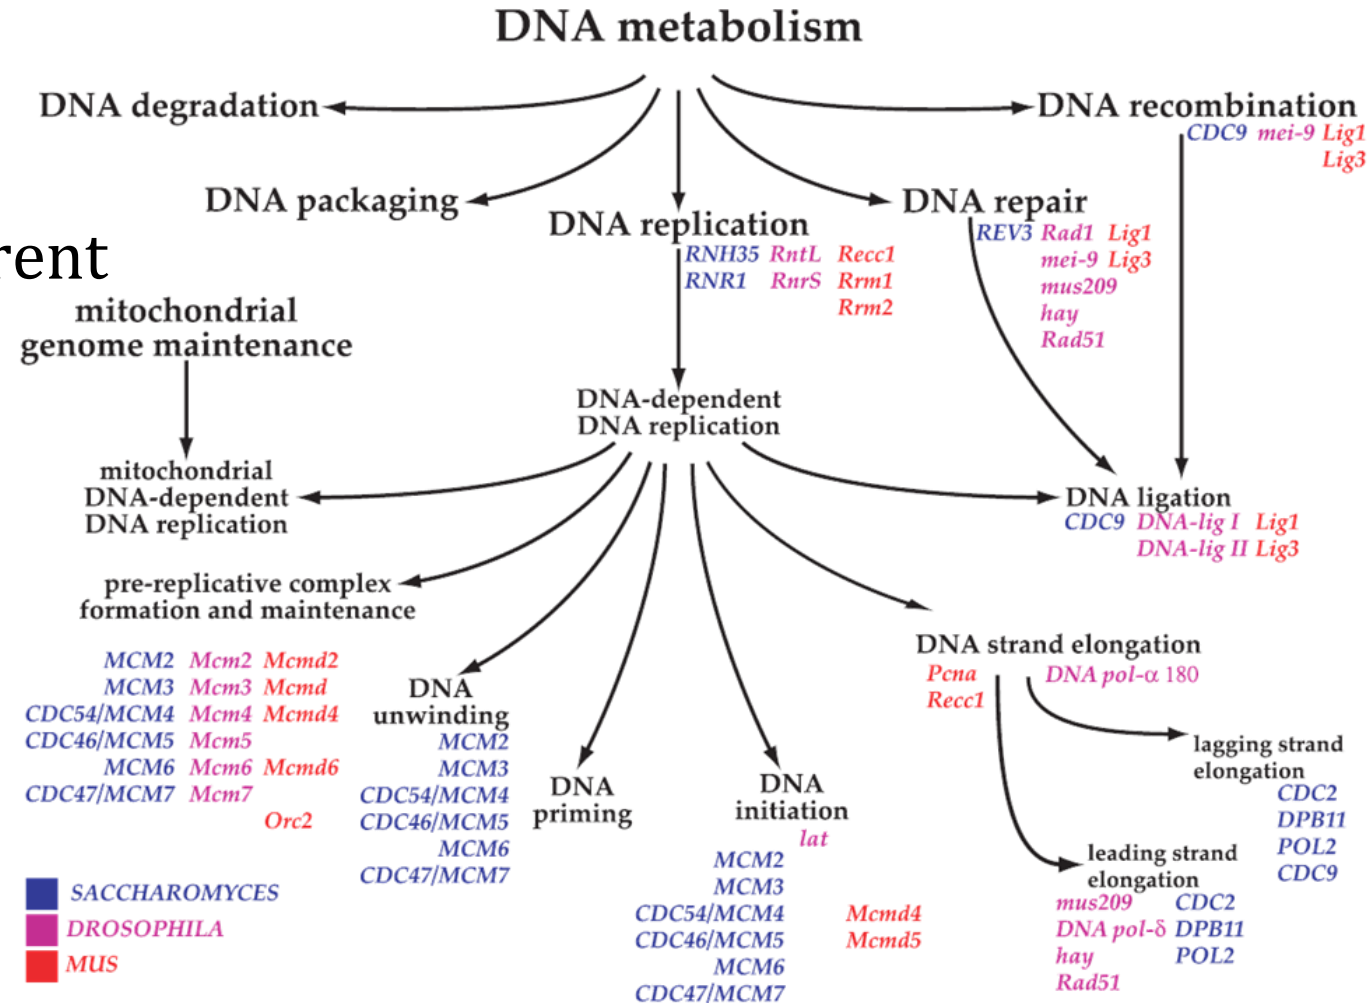 DNA metabolism
DNA degradation
DNA recombination
CDC9 mei-9 Lig1
Lig3
DNA packaging
DNA repair
REV3 Rad1 Lig1
mei-9 Lig3
mus209
hay
Rad51
DNA replication
RNH35 RntL Recc1
RNR1 RnrS Rrm1
Rrm2
rent
mitochondrial
genome maintenance
DNA-dependent
DNA replication
mitochondrial
DNA-dependent
DNA replication
DNA ligation
CDC9 DNA-lig I Lig1
DNA-lig II Lig3
pre-replicative complex
formation and maintenance
MCM2 Mcm2 Mcmd2
MCM3 Mcm3 Mcmd
CDC54/MCM4 Mcm4 Mcmd4
CDC46/MCM5 Mcm5
MCM6 Mcm6 Mcmd6
CDC47/MCM7 Mcm7
Orc2
DNA
unwinding
MCM2
MCM3
CDC54/MCM4
CDC46/MCM5
MCM6
CDC47/MCM7
DNA
priming
DNA
initiation
lat
MCM2
MCM3
CDC54/MCM4 Mcmd4
CDC46/MCM5 Mcmd5
MCM6
CDC47/MCM7
DNA strand elongation
Pcna DNA pol-α 180
Recc1
lagging strand
elongation
CDC2
DPB11
POL2
CDC9
leading strand
elongation
mus209 CDC2
DNA pol-δ DPB11
hay POL2
Rad51
SACCHAROMYCES
DROSOPHILA
MUS